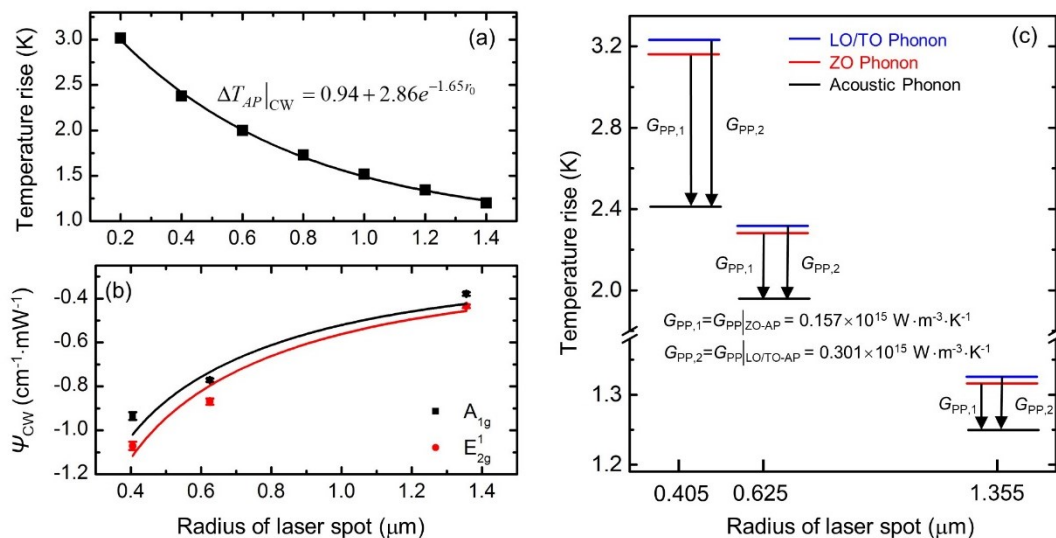 (a)
ΔT_AP|_CW = 0.94 + 2.86e^{-1.65r_0}
Temperature rise (K)
3.0
2.5
2.0
1.5
1.0
0.2 0.4 0.6 0.8 1.0 1.2 1.4
(b)
Ψ_CW (cm⁻¹·mW⁻¹)
-0.4
-0.6
-0.8
-1.0
-1.2
A_1g
E¹_2g
0.4 0.6 0.8 1.0 1.2 1.4
Radius of laser spot (μm)
(c)
LO/TO Phonon
ZO Phonon
Acoustic Phonon
Temperature rise (K)
3.2
2.8
2.4
2.0
1.3
1.2
G_PP,1 G_PP,2
G_PP,1 G_PP,2
G_PP,1=G_PP|_ZO-AP = 0.157×10¹⁵ W·m⁻³·K⁻¹
G_PP,2=G_PP|_LO/TO-AP = 0.301×10¹⁵ W·m⁻³·K⁻¹
G_PP,1 G_PP,2
0.405 0.625 1.355
Radius of laser spot (μm)